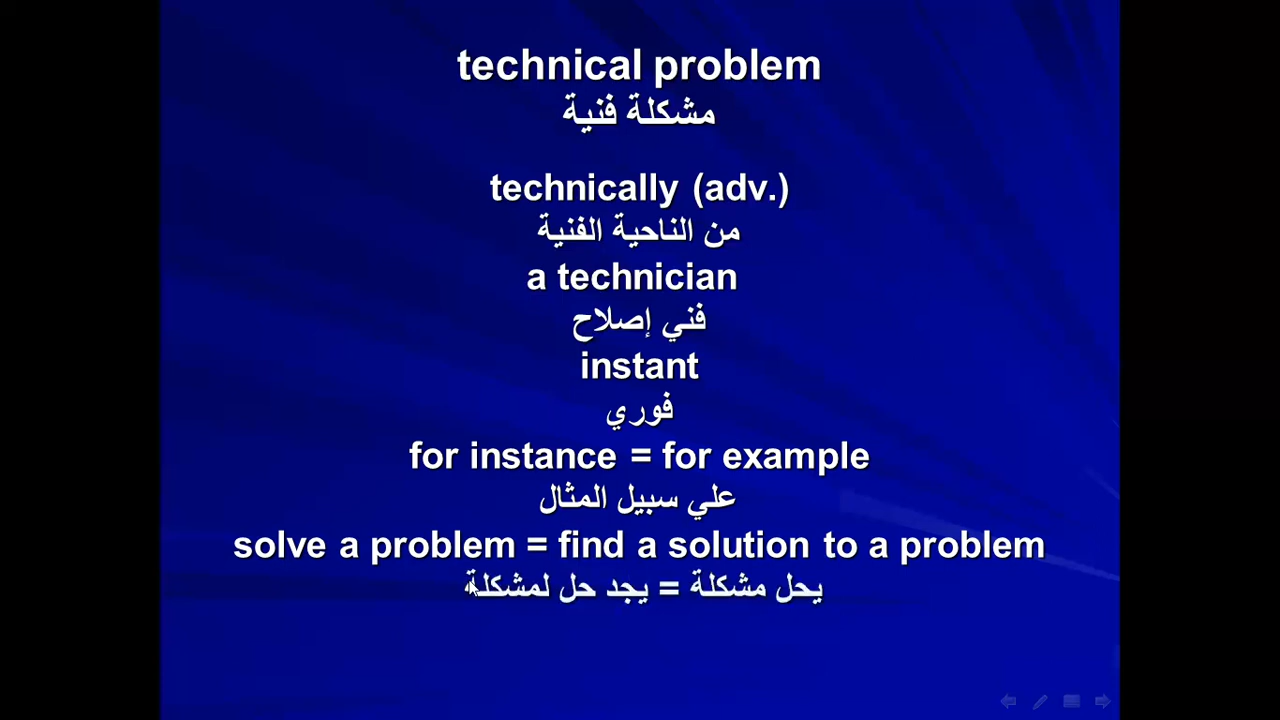 technical problem
مشكلة فنية
technically (adv.)
من الناحية الفنية
a technician
فني إصلاح
instant
فوري
for instance = for example
علي سبيل المثال
solve a problem = find a solution to a problem
يحل مشكلة = يجد حل لمشكلة